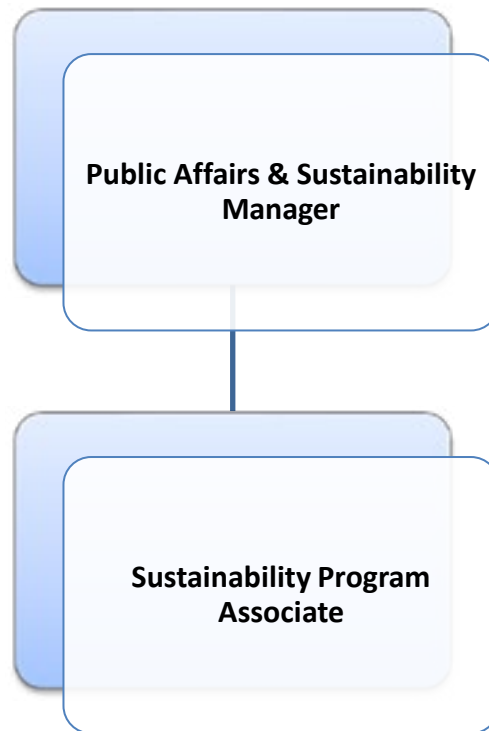 Public Affairs & Sustainability
Manager
Sustainability Program
Associate